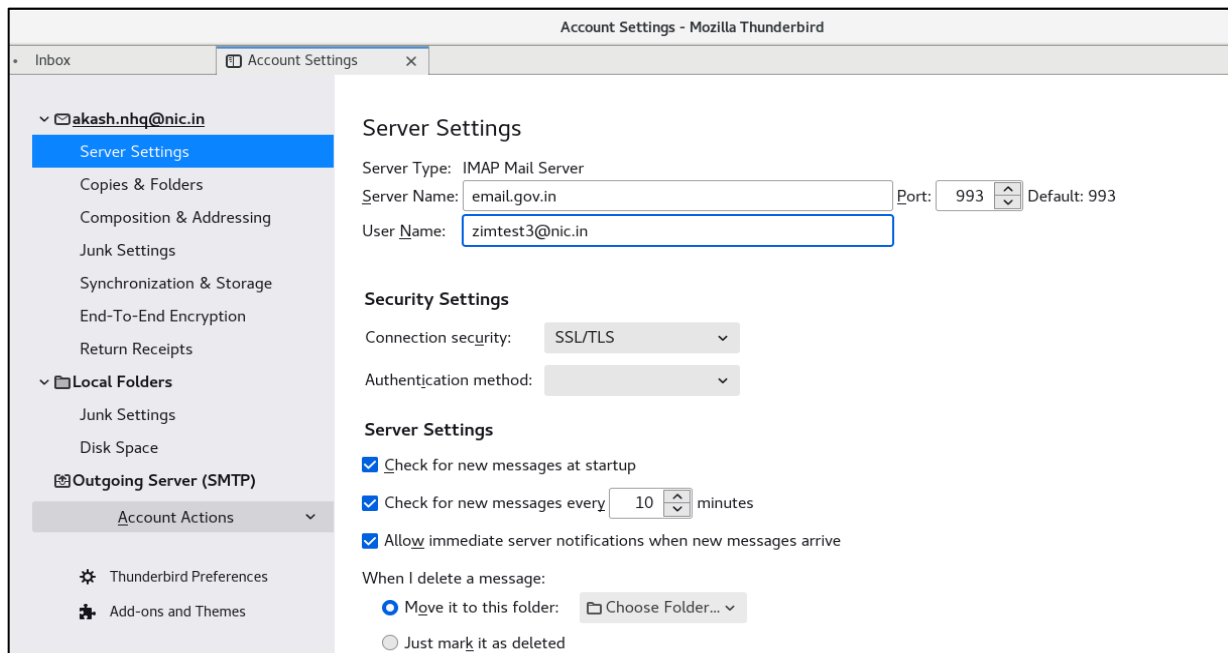 Account Settings - Mozilla Thunderbird
Inbox
Account Settings
akash.nhq@nic.in
Server Settings
Copies & Folders
Composition & Addressing
Junk Settings
Synchronization & Storage
End-To-End Encryption
Return Receipts
Local Folders
Junk Settings
Disk Space
Outgoing Server (SMTP)
Account Actions
Thunderbird Preferences
Add-ons and Themes
Server Settings
Server Type: IMAP Mail Server
Server Name: email.gov.in Port: 993 Default: 993
User Name: zimtest3@nic.in
Security Settings
Connection security: SSL/TLS
Authentication method:
Server Settings
Check for new messages at startup
Check for new messages every 10 minutes
Allow immediate server notifications when new messages arrive
When I delete a message:
Move it to this folder: Choose Folder...
Just mark it as deleted